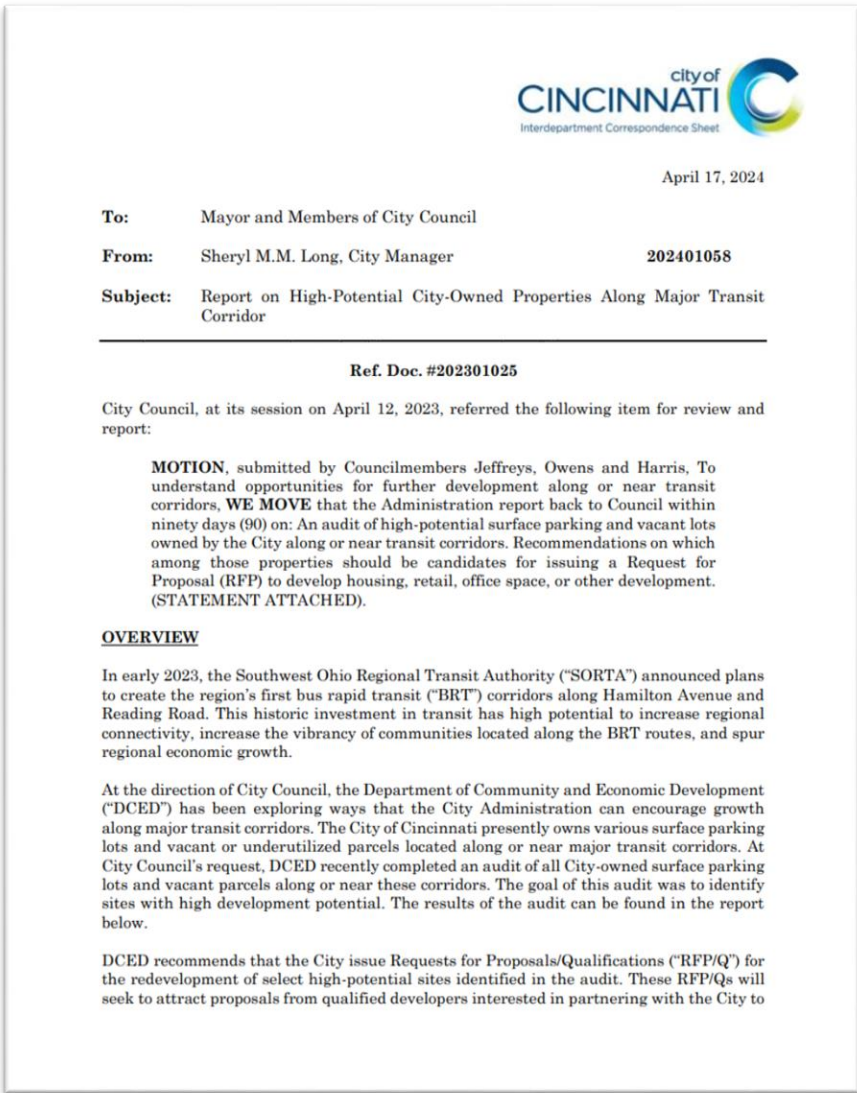 city of
CINCINNATI
Interdepartment Correspondence Sheet
April 17, 2024
To: Mayor and Members of City Council
From: Sheryl M.M. Long, City Manager 202401058
Subject: Report on High-Potential City-Owned Properties Along Major Transit
Corridor
Ref. Doc. #202301025
City Council, at its session on April 12, 2023, referred the following item for review and
report:
MOTION, submitted by Councilmembers Jeffreys, Owens and Harris, To
understand opportunities for further development along or near transit
corridors, WE MOVE that the Administration report back to Council within
ninety days (90) on: An audit of high-potential surface parking and vacant lots
owned by the City along or near transit corridors. Recommendations on which
among those properties should be candidates for issuing a Request for
Proposal (RFP) to develop housing, retail, office space, or other development.
(STATEMENT ATTACHED).
OVERVIEW
In early 2023, the Southwest Ohio Regional Transit Authority (“SORTA”) announced plans
to create the region’s first bus rapid transit (“BRT”) corridors along Hamilton Avenue and
Reading Road. This historic investment in transit has high potential to increase regional
connectivity, increase the vibrancy of communities located along the BRT routes, and spur
regional economic growth.
At the direction of City Council, the Department of Community and Economic Development
(“DCED”) has been exploring ways that the City Administration can encourage growth
along major transit corridors. The City of Cincinnati presently owns various surface parking
lots and vacant or underutilized parcels located along or near major transit corridors. At
City Council’s request, DCED recently completed an audit of all City-owned surface parking
lots and vacant parcels along or near these corridors. The goal of this audit was to identify
sites with high development potential. The results of the audit can be found in the report
below.
DCED recommends that the City issue Requests for Proposals/Qualifications (“RFP/Q”) for
the redevelopment of select high-potential sites identified in the audit. These RFP/Qs will
seek to attract proposals from qualified developers interested in partnering with the City to